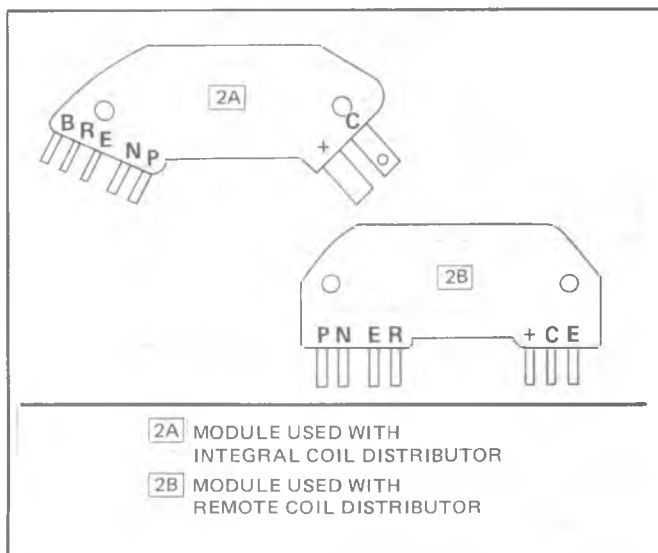 2A
C
B R E N P
+
2B
P N E R + C E
2A MODULE USED WITH
INTEGRAL COIL DISTRIBUTOR
2B MODULE USED WITH
REMOTE COIL DISTRIBUTOR